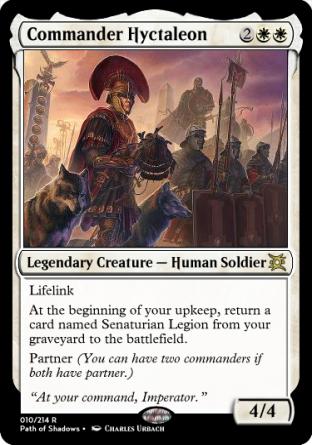 Commander Hyctaleon 2
Legendary Creature — Human Soldier
Lifelink
At the beginning of your upkeep, return a
card named Senaturian Legion from your
graveyard to the battlefield.
Partner (You can have two commanders if
both have partner.)
"At your command, Imperator."
4/4
010/214 R
Path of Shadows • Charles Urbach